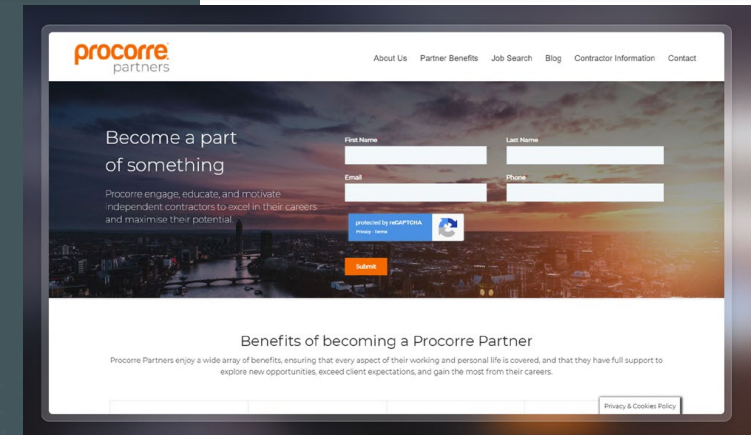 procorre
partners
About Us Partner Benefits Job Search Blog Contractor Information Contact
Become a part
of something
Procorre engage, educate, and motivate
independent contractors to excel in their careers
and maximise their potential.
First Name Last Name
Email Phone
protected by reCAPTCHA
Privacy - Terms
Submit
Benefits of becoming a Procorre Partner
Procorre Partners enjoy a wide array of benefits, ensuring that every aspect of their working and personal life is covered, and that they have full support to
explore new opportunities, exceed client expectations, and gain the most from their careers.
Privacy & Cookies Policy